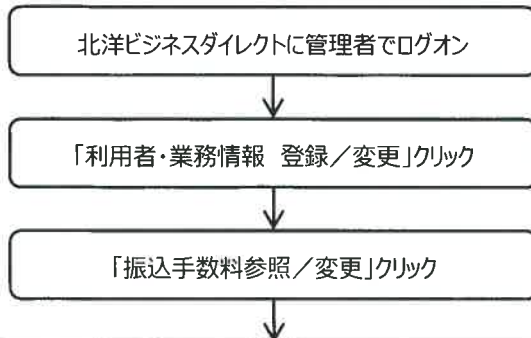 北洋ビジネスダイレクトに管理者でログオン
「利用者・業務情報　登録／変更」クリック
「振込手数料参照／変更」クリック